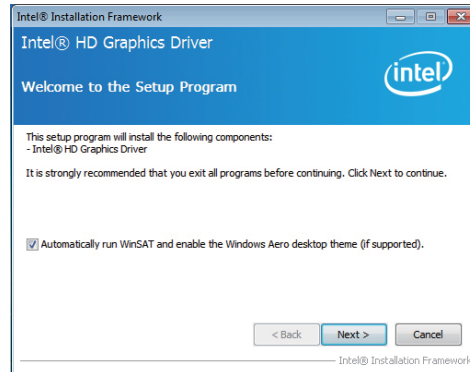 Intel® Installation Framework
Intel® HD Graphics Driver
intel
Welcome to the Setup Program
This setup program will install the following components:
- Intel® HD Graphics Driver
It is strongly recommended that you exit all programs before continuing. Click Next to continue.
Automatically run WinSAT and enable the Windows Aero desktop theme (if supported).
< Back Next > Cancel
Intel® Installation Framework